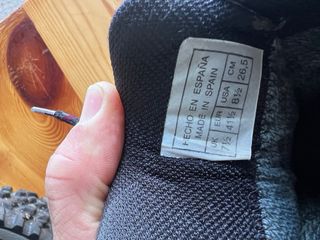 HECHO EN ESPAÑA
MADE IN SPAIN
UK EUR USA CM
7½ 41½ 8½ 26,5